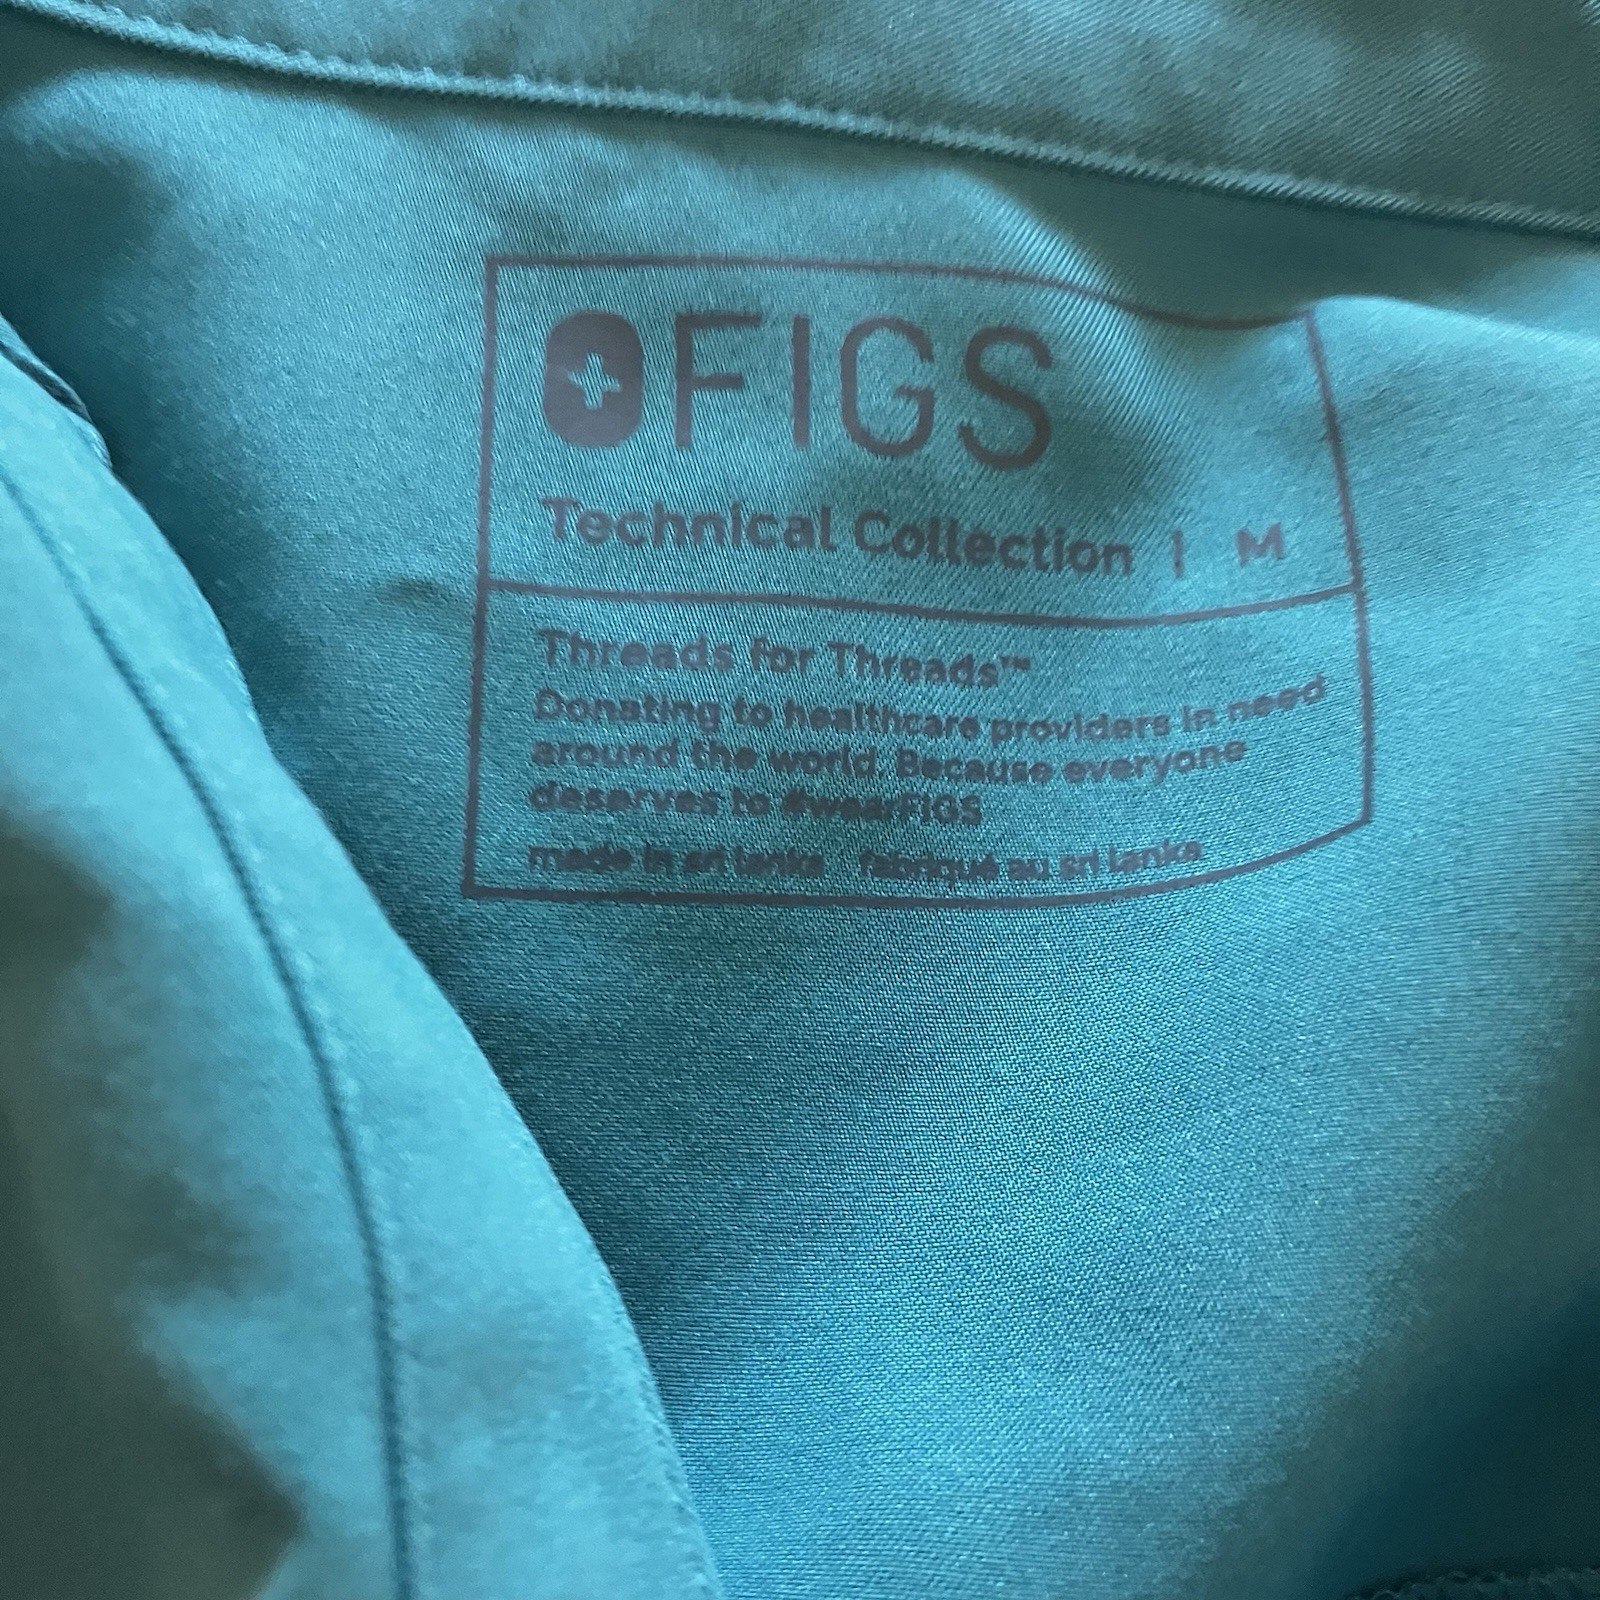 FIGS
Technical Collection | M
Threads for Threads™
Donating to healthcare providers in need
around the world. Because everyone
deserves to #wearFIGS
made in sri lanka fabriqué au sri lanka